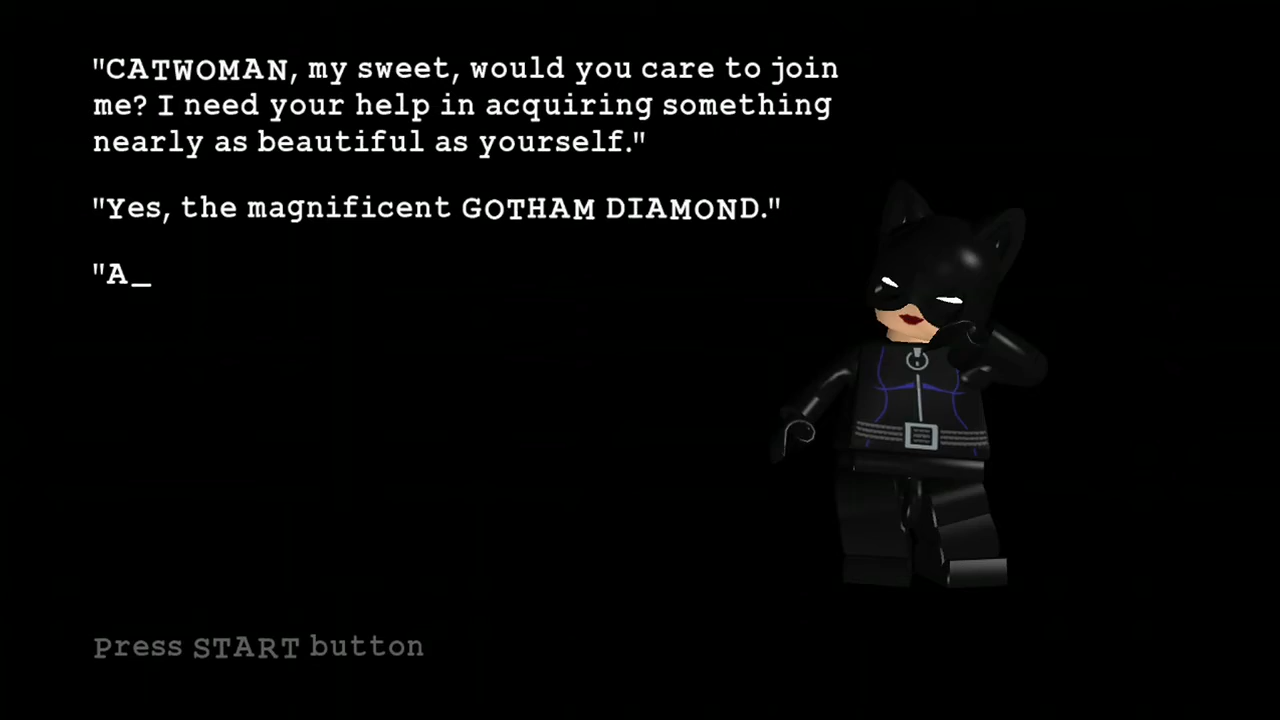 "CATWOMAN, my sweet, would you care to join
me? I need your help in acquiring something
nearly as beautiful as yourself."
"Yes, the magnificent GOTHAM DIAMOND."
"A_
Press START button